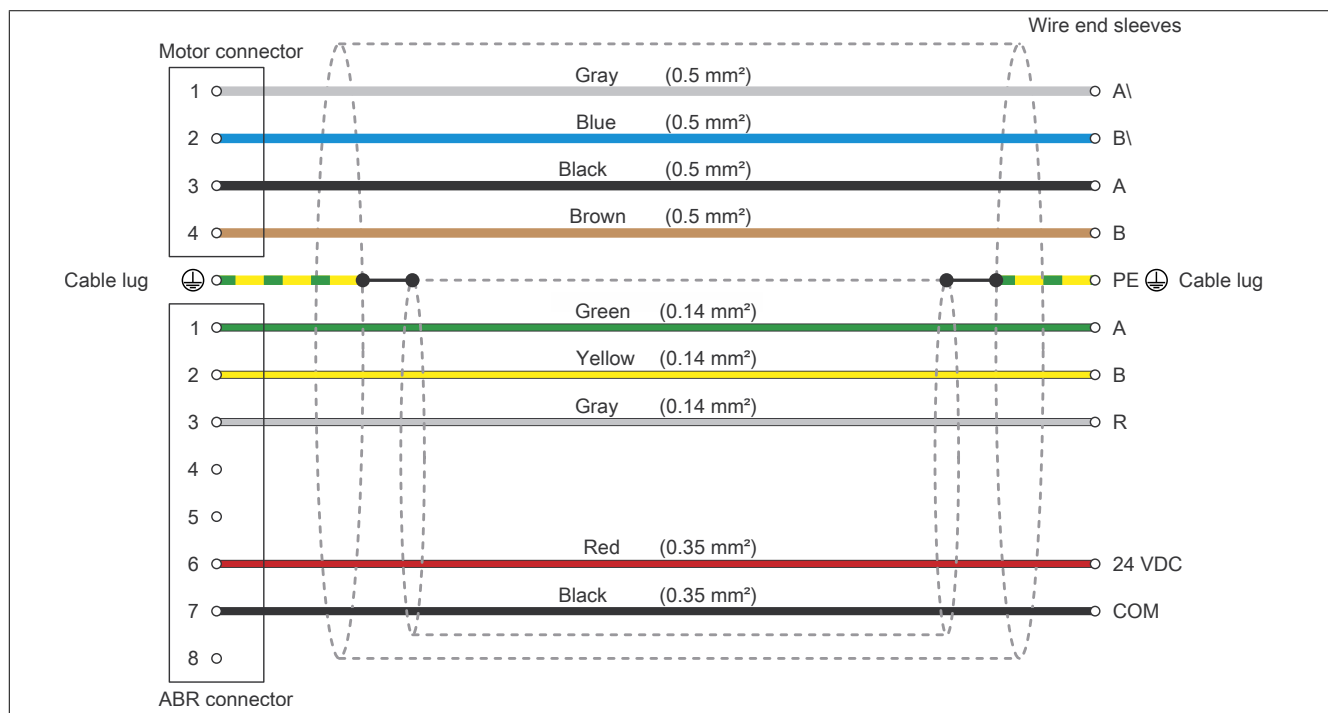 Wire end sleeves
Motor connector
1 Gray (0.5 mm²) A\
2 Blue (0.5 mm²) B\
3 Black (0.5 mm²) A
4 Brown (0.5 mm²) B
Cable lug PE Cable lug
1 Green (0.14 mm²) A
2 Yellow (0.14 mm²) B
3 Gray (0.14 mm²) R
4
5
6 Red (0.35 mm²) 24 VDC
7 Black (0.35 mm²) COM
8
ABR connector